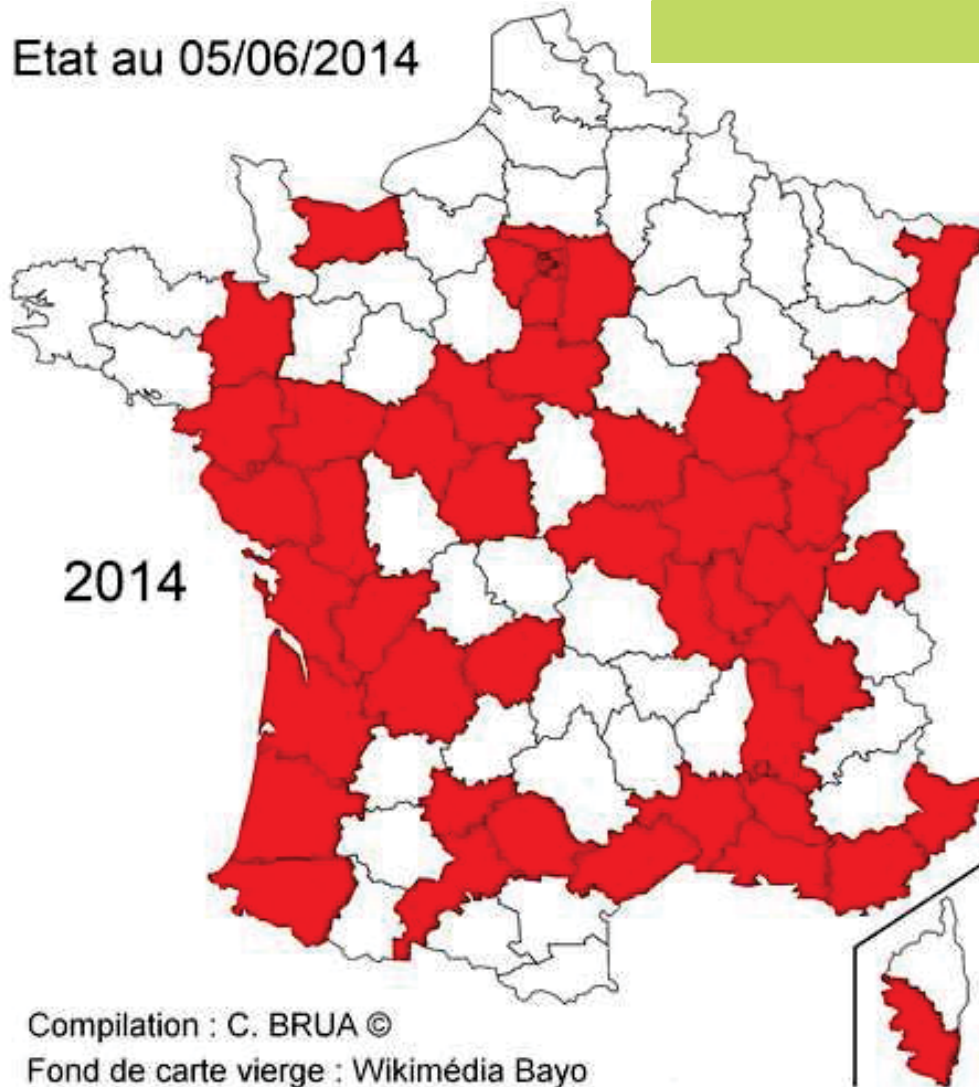 Etat au 05/06/2014
2014
Compilation : C. BRUA ©
Fond de carte vierge : Wikimédia Bayo